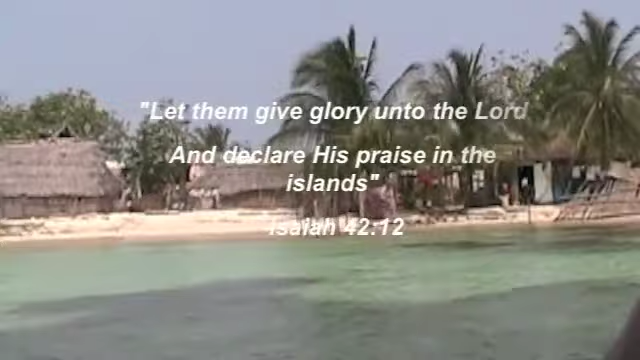 "Let them give glory unto the Lord
And declare His praise in the
islands"
Isaiah 42:12